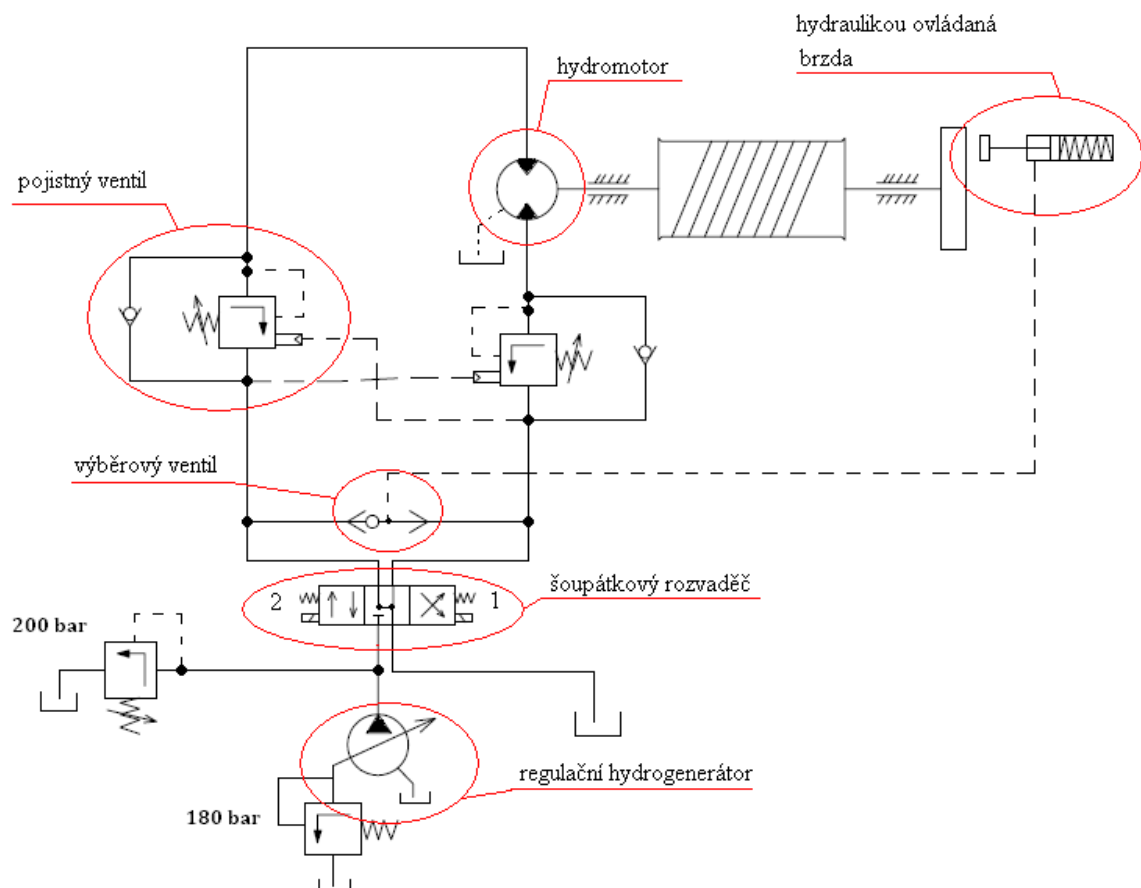 hydraulikou ovládaná
brzda
hydromotor
pojistný ventil
výběrový ventil
šoupátkový rozvaděč
2
1
200 bar
regulační hydrogenerátor
180 bar